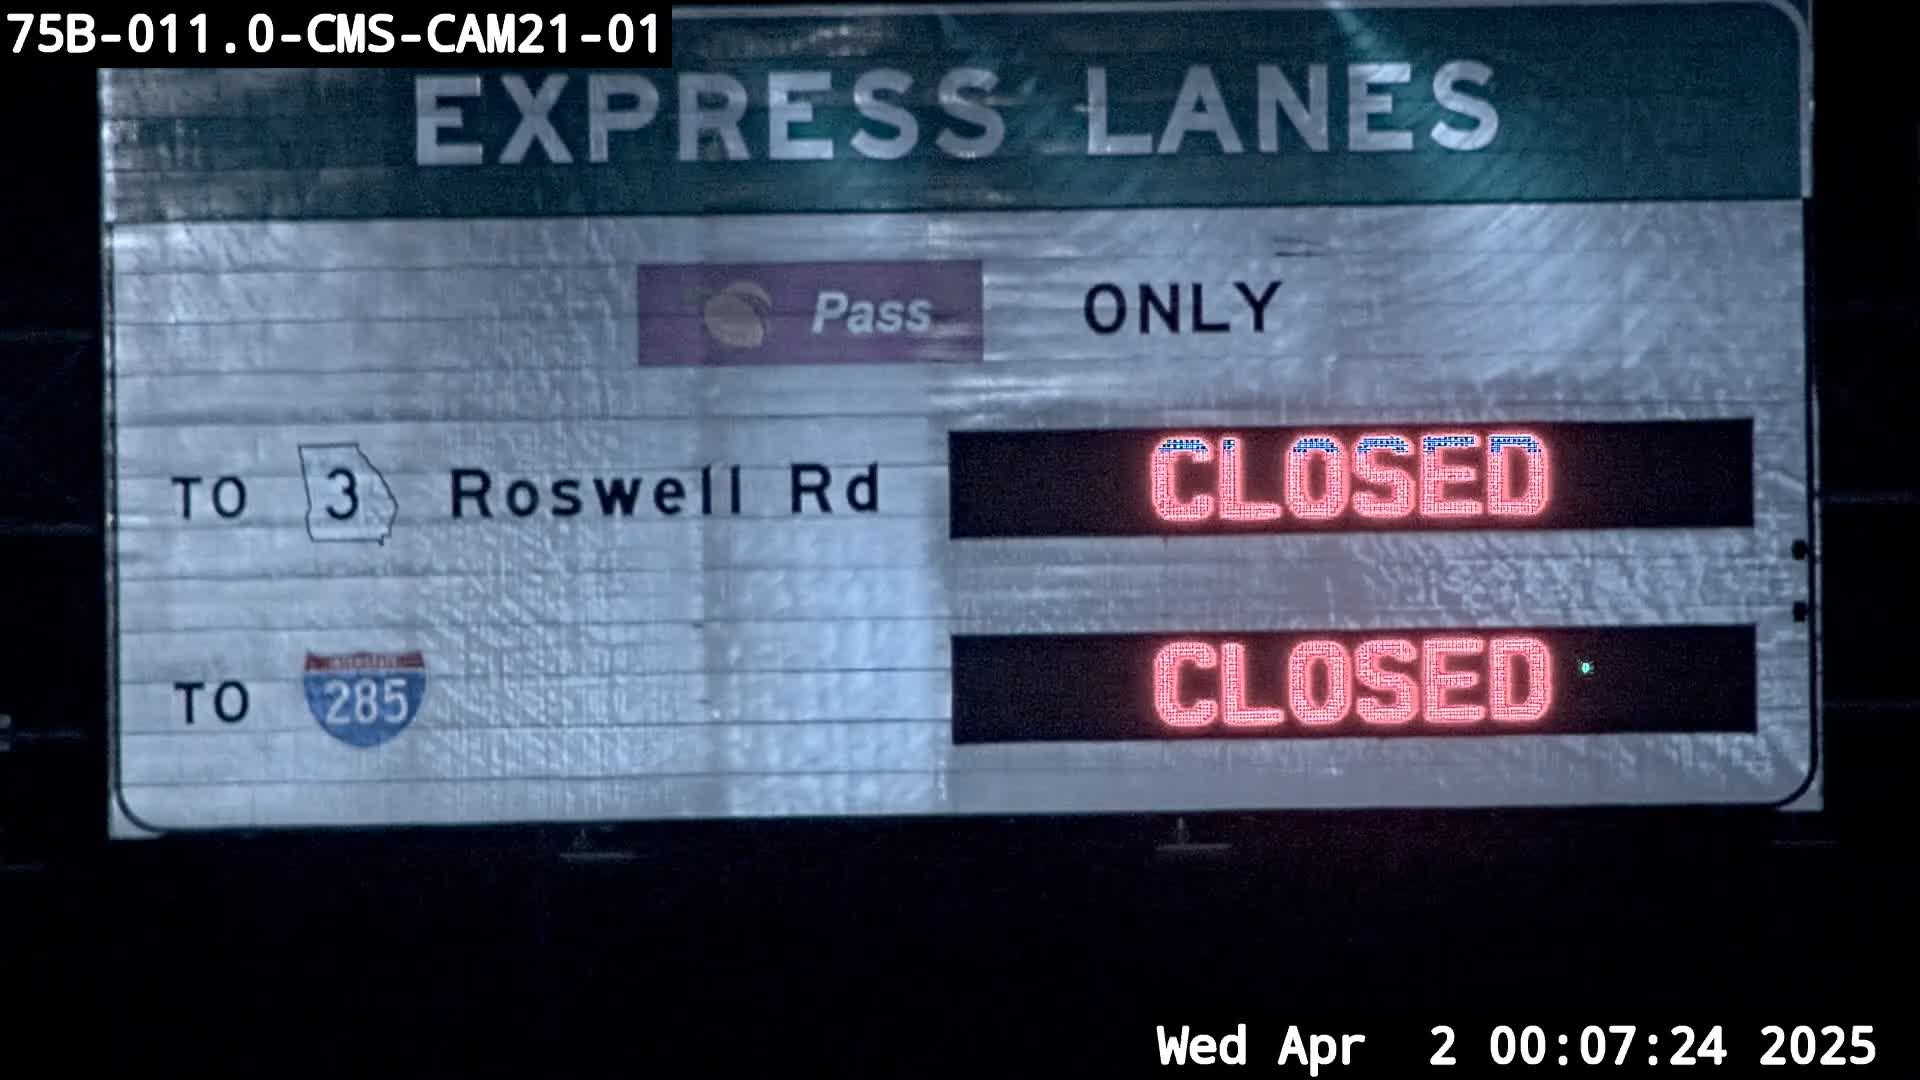 75B-011.0-CMS-CAM21-01
EXPRESS LANES
Pass ONLY
TO 3 Roswell Rd CLOSED
TO 285 CLOSED
Wed Apr 2 00:07:24 2025